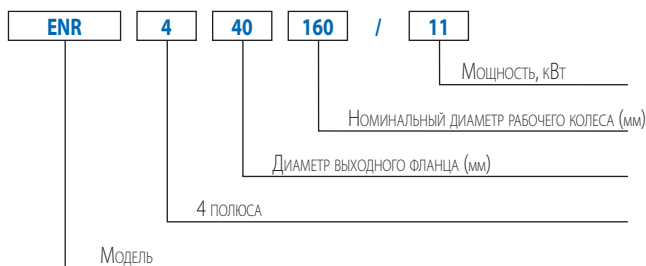 ENR 4 40 160 / 11
Мощность, кВт
Номинальный диаметр рабочего колеса (мм)
Диаметр выходного фланца (мм)
4 полюса
Модель